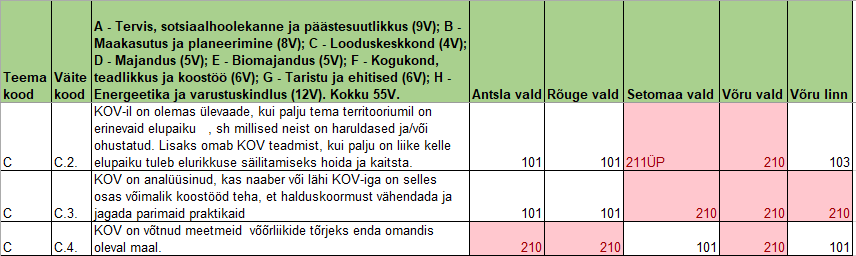 A - Tervis, sotsiaalhoolekanne ja päästesuutlikkus (9V); B -
Maakasutus ja planeerimine (8V); C - Looduskeskkond (4V);
D - Majandus (5V); E - Biomajandus (5V); F - Kogukond,
teadlikkus ja koostöö (6V); G - Taristu ja ehitised (6V); H -
Energeetika ja varustuskindlus (12V). Kokku 55V.
Teema kood
Väite kood
Antsla vald
Rõuge vald
Setomaa vald
Võru vald
Võru linn
KOV-il on olemas ülevaade, kui palju tema territooriumil on
erinevaid elupaiku , sh millised neist on haruldased ja/või
ohustatud. Lisaks omab KOV teadmist, kui palju on liike kelle
elupaiku tuleb elurikkuse säilitamiseks hoida ja kaitsta.
C
C.2.
101
101
211ÜP
210
103
KOV on analüüsinud, kas naaber või lähi KOV-iga on selles
osas võimalik koostööd teha, et halduskoormust vähendada ja
jagada parimaid praktikaid
C
C.3.
101
101
210
210
210
KOV on võtnud meetmeid võõrliikide tõrjeks enda omandis
oleval maal.
C
C.4.
210
210
101
210
101